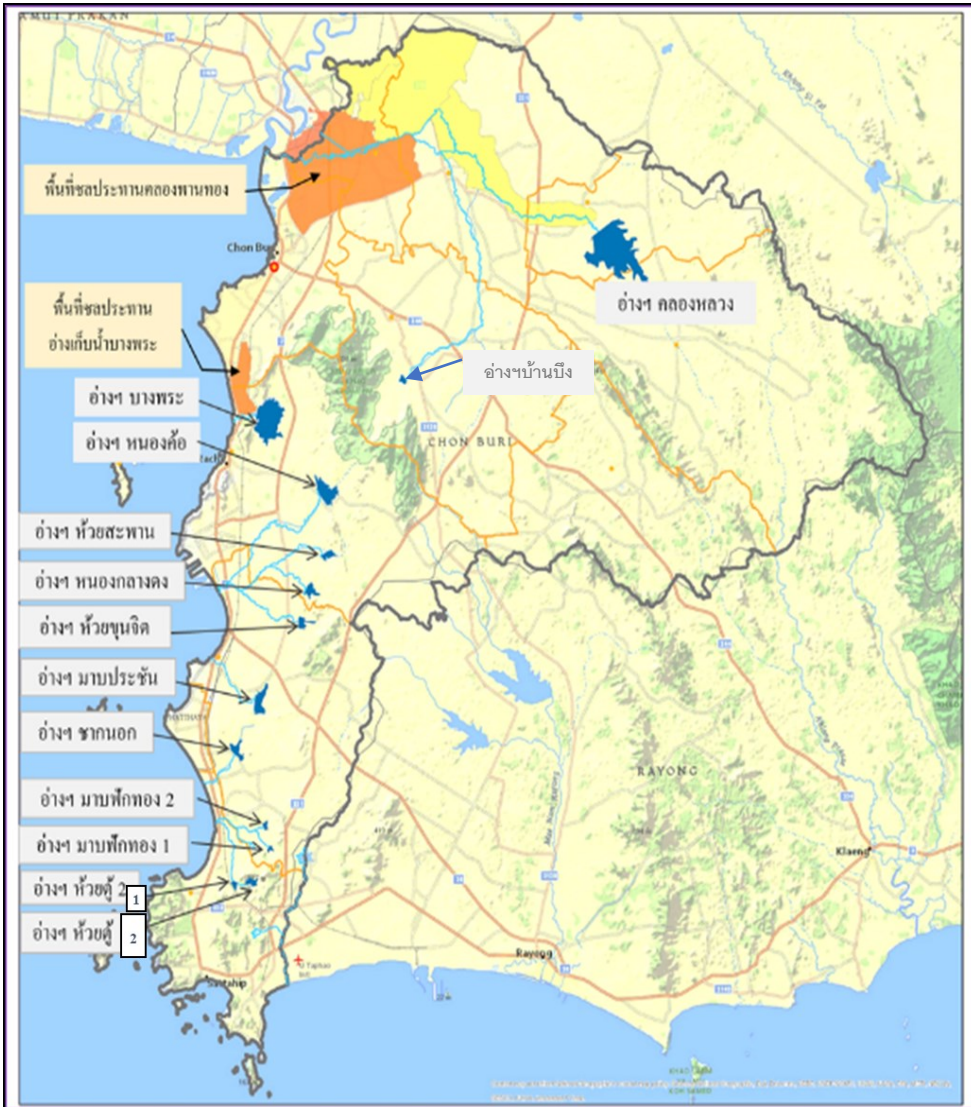 AMUT PRAKAN
พื้นที่ชลประทานคลองพานทอง
Chon Bu
อ่างฯ คลองหลวง
พื้นที่ชลประทาน
อ่างเก็บน้ำบางพระ
อ่างฯบ้านบึง
อ่างฯ บางพระ
อ่างฯ หนองค้อ
CHON BURI
อ่างฯ ห้วยสะพาน
อ่างฯ หนองกลางดง
อ่างฯ ห้วยขุนจิต
อ่างฯ มาบประชัน
อ่างฯ ซากนอก
RAYONG
อ่างฯ มาบฟักทอง 2
อ่างฯ มาบฟักทอง 1
Klaeng
อ่างฯ ห้วยตู้ 2
1
อ่างฯ ห้วยตู้
2
Rayong
Sattahip